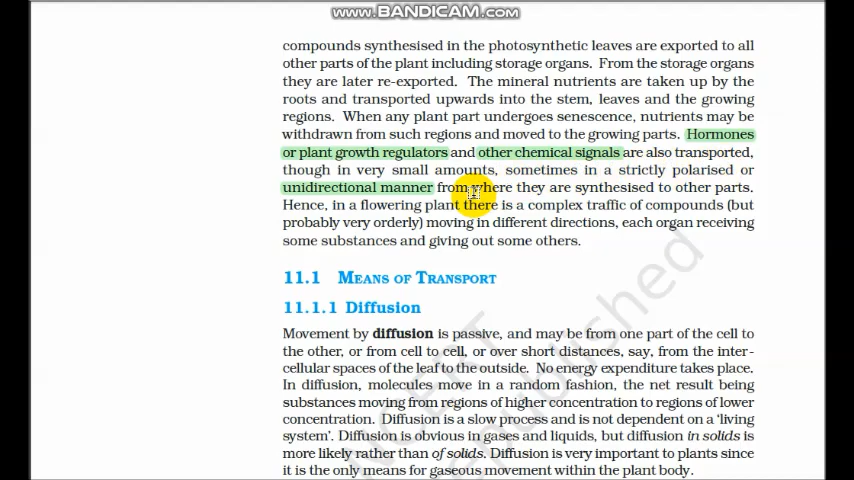 WWW.BANDICAM.COM
compounds synthesised in the photosynthetic leaves are exported to all
other parts of the plant including storage organs. From the storage organs
they are later re-exported. The mineral nutrients are taken up by the
roots and transported upwards into the stem, leaves and the growing
regions. When any plant part undergoes senescence, nutrients may be
withdrawn from such regions and moved to the growing parts. Hormones
or plant growth regulators and other chemical signals are also transported,
though in very small amounts, sometimes in a strictly polarised or
unidirectional manner from where they are synthesised to other parts.
Hence, in a flowering plant there is a complex traffic of compounds (but
probably very orderly) moving in different directions, each organ receiving
some substances and giving out some others.
11.1 MEANS OF TRANSPORT
11.1.1 Diffusion
Movement by diffusion is passive, and may be from one part of the cell to
the other, or from cell to cell, or over short distances, say, from the inter-
cellular spaces of the leaf to the outside. No energy expenditure takes place.
In diffusion, molecules move in a random fashion, the net result being
substances moving from regions of higher concentration to regions of lower
concentration. Diffusion is a slow process and is not dependent on a ‘living
system’. Diffusion is obvious in gases and liquids, but diffusion in solids is
more likely rather than of solids. Diffusion is very important to plants since
it is the only means for gaseous movement within the plant body.
NCERT
republished